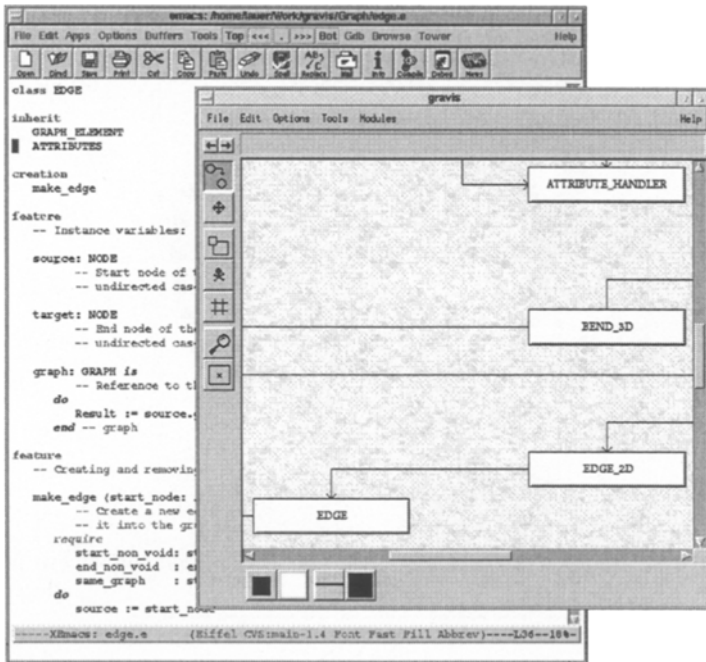 emacs: /home/lauer/Work/gravis/Graph/edge.e
File Edit Apps Options Buffers Tools Top <<< . >>> Bot Gdb Browse Tower Help
Open Dired Save Print Cut Copy Paste Undo Spell Replace Mail Info Compile Debug News
class EDGE
inherit
GRAPH_ELEMENT
ATTRIBUTES
creation
make_edge
feature
-- Instance variables:
source: NODE
-- Start node of t
-- undirected cas
target: NODE
-- End node of the
-- undirected cas
graph: GRAPH is
-- Reference to th
do
Result := source.g
end -- graph
feature
-- Creating and removing
make_edge (start_node:
-- Create a new e
-- it into the gr
require
start_non_void: st
end_non_void : e
same_graph : st
do
source := start_node
-----XEmacs: edge.e (Eiffel CVS:main-1.4 Font Fast Fill Abbrev)----L36--18%-
gravis
File Edit Options Tools Modules Help
ATTRIBUTE_HANDLER
BEND_3D
EDGE_2D
EDGE